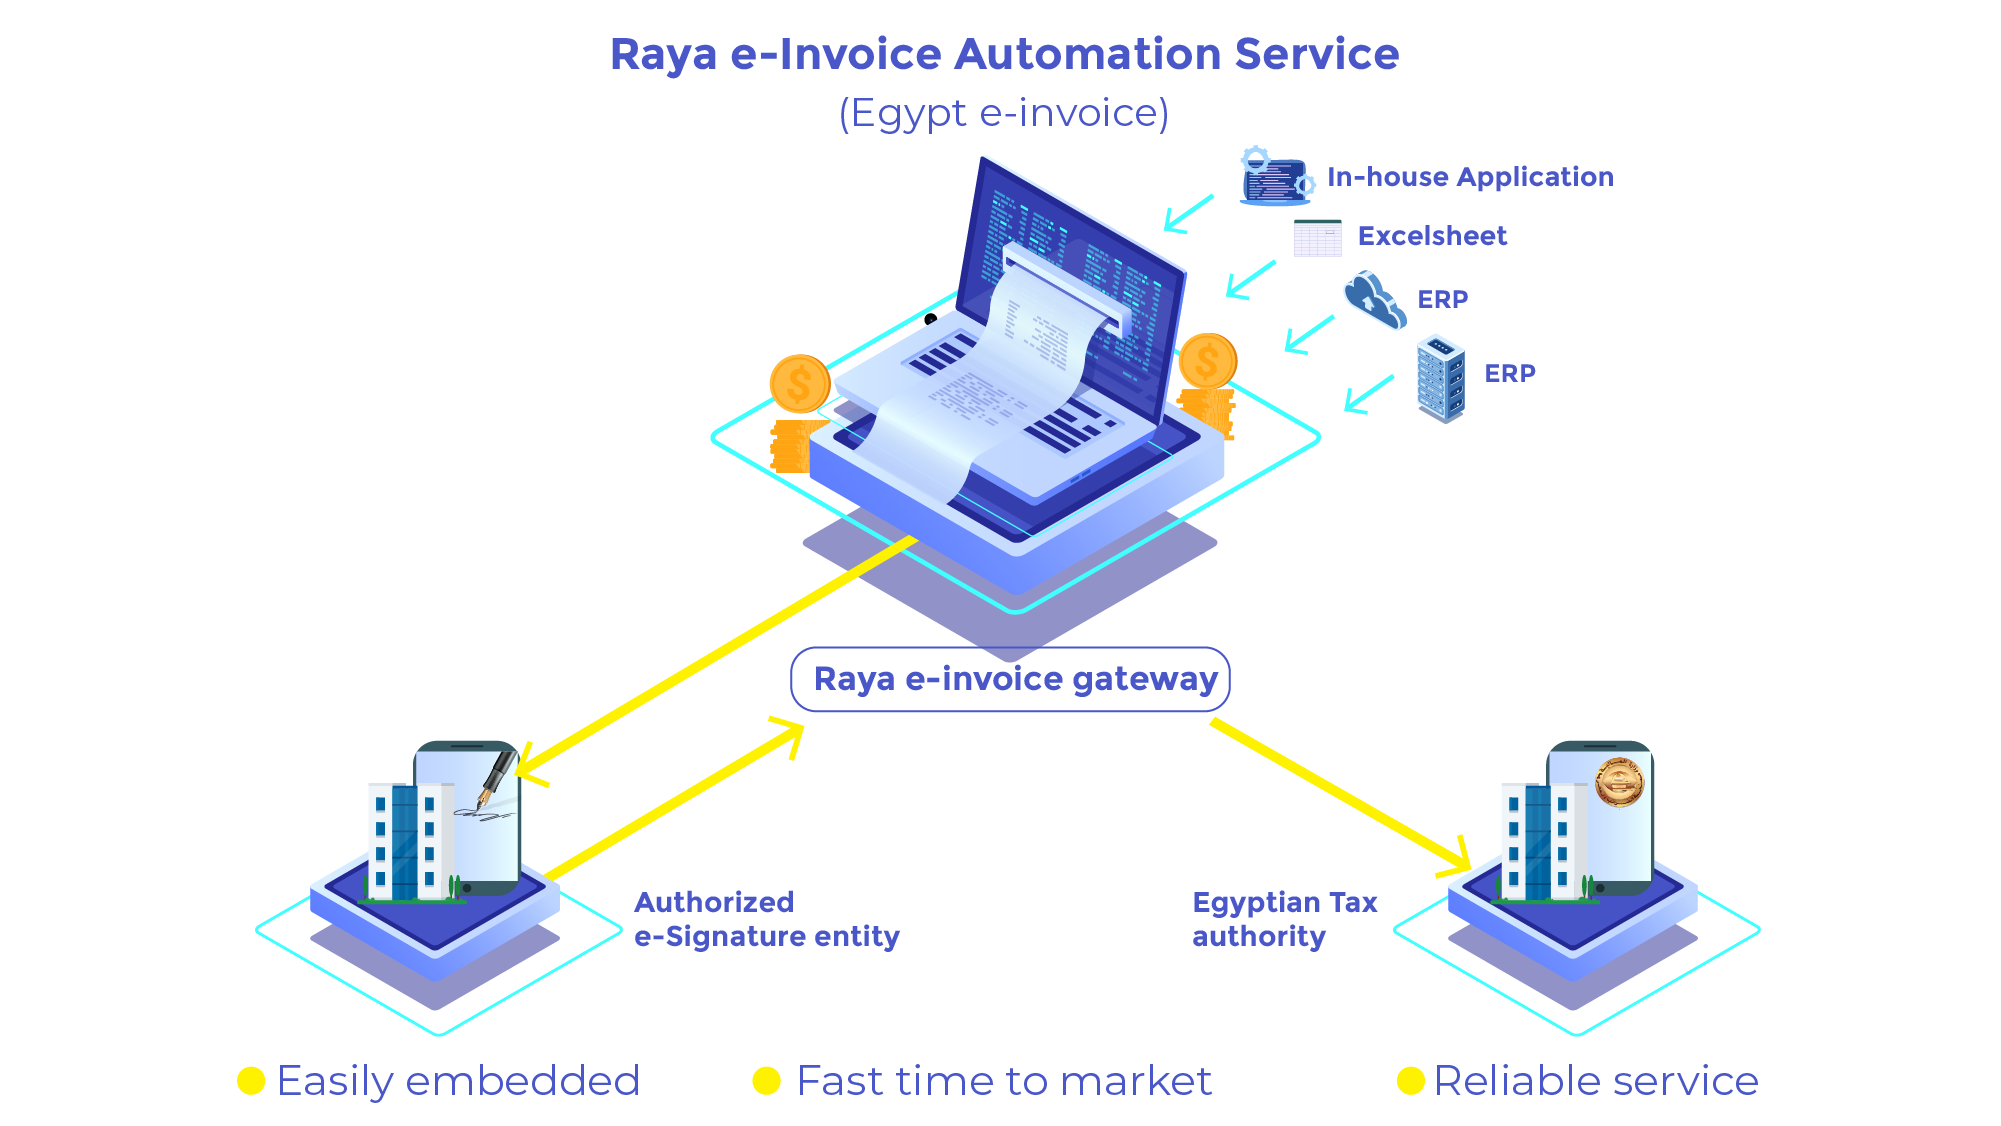 Raya e-Invoice Automation Service
(Egypt e-invoice)
In-house Application
Excelsheet
ERP
ERP
Raya e-invoice gateway
Authorized
e-Signature entity
Egyptian Tax
authority
Easily embedded
Fast time to market
Reliable service